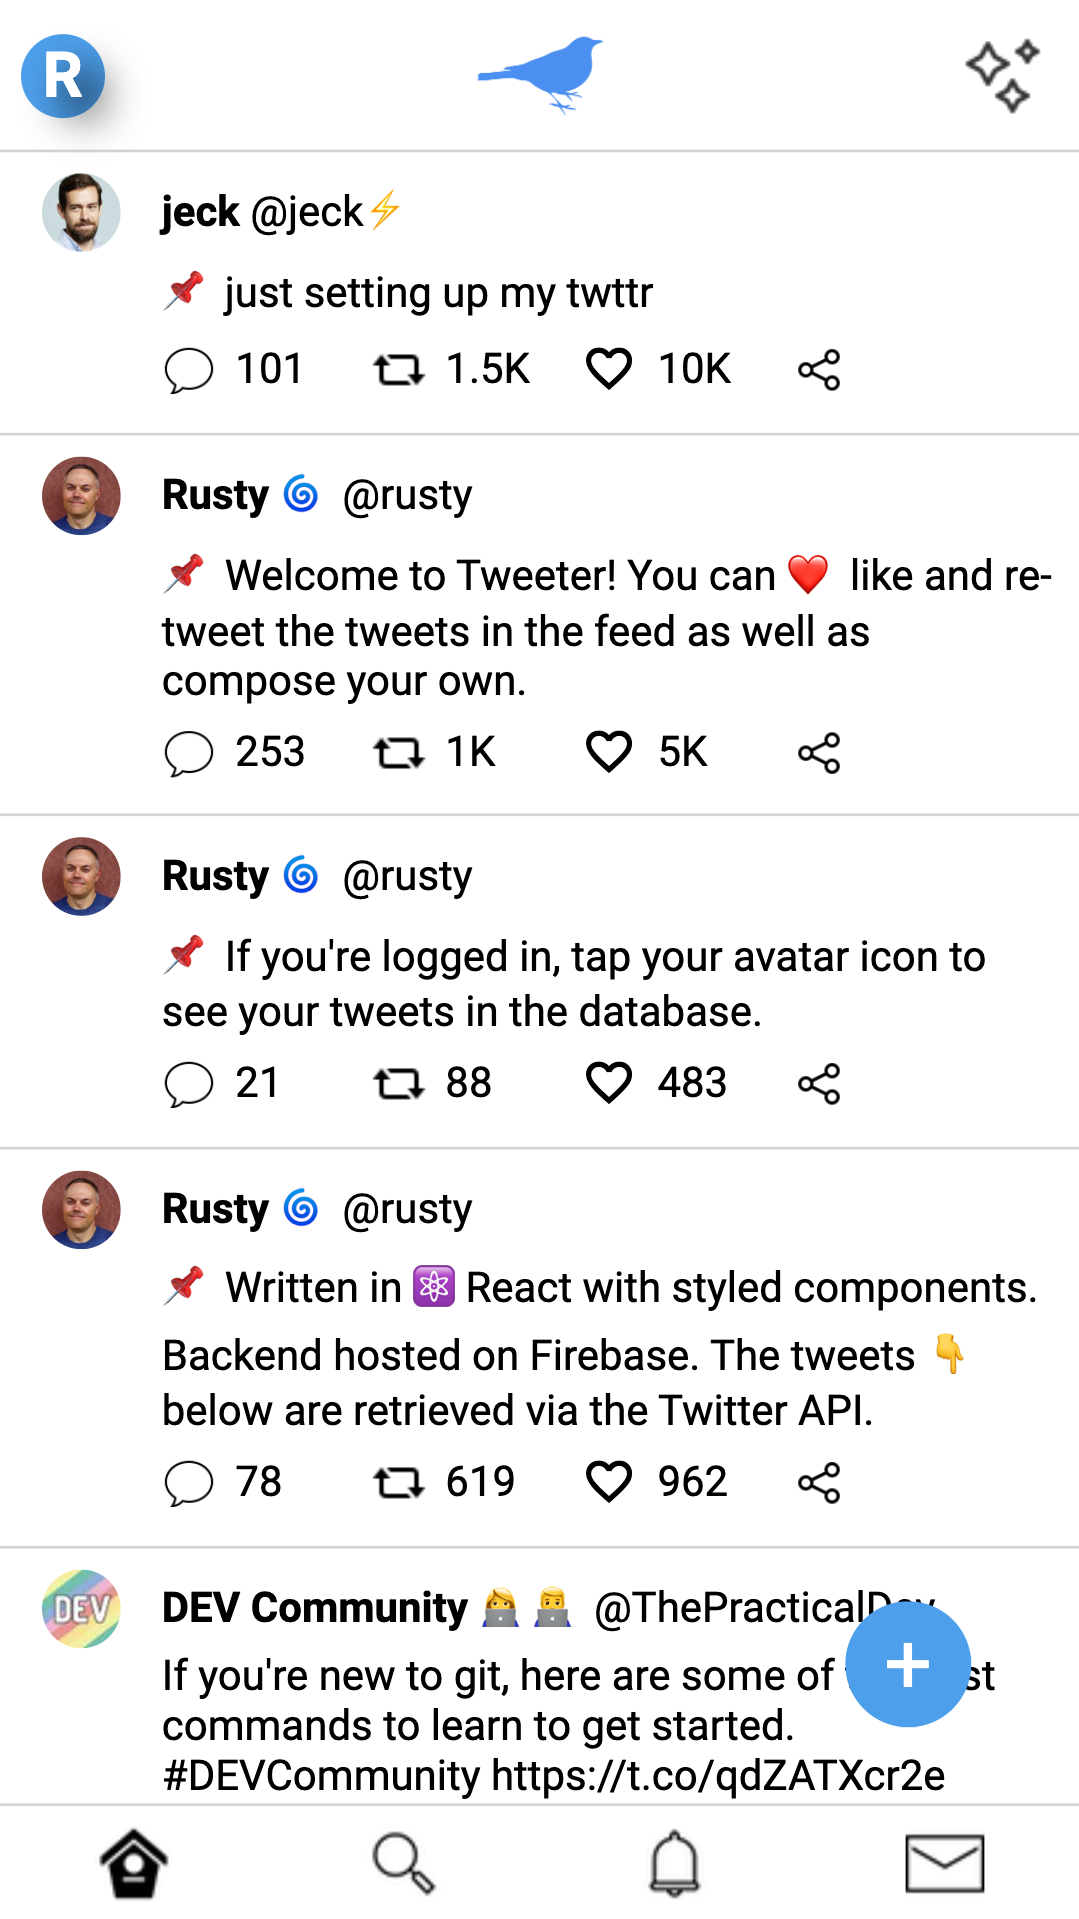 R
jeck @jeck⚡
📌 just setting up my twttr
101 1.5K 10K
Rusty 🌀 @rusty
📌 Welcome to Tweeter! You can ❤️ like and re-
tweet the tweets in the feed as well as
compose your own.
253 1K 5K
Rusty 🌀 @rusty
📌 If you're logged in, tap your avatar icon to
see your tweets in the database.
21 88 483
Rusty 🌀 @rusty
📌 Written in ⚛️ React with styled components.
Backend hosted on Firebase. The tweets 👇
below are retrieved via the Twitter API.
78 619 962
DEV
DEV Community 👩‍💻 👨‍💻 @ThePracticalDev
If you're new to git, here are some of
commands to learn to get started.
#DEVCommunity https://t.co/qdZATXcr2e